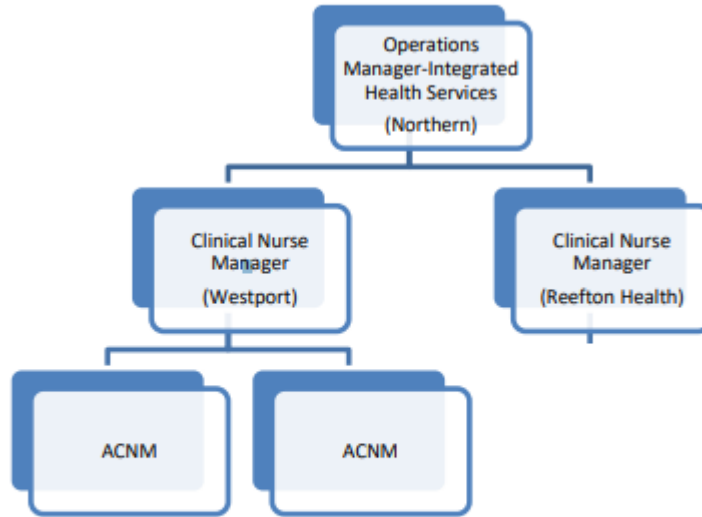 Operations
Manager-Integrated
Health Services
(Northern)
Clinical Nurse
Manager
(Westport)
Clinical Nurse
Manager
(Reefton Health)
ACNM
ACNM